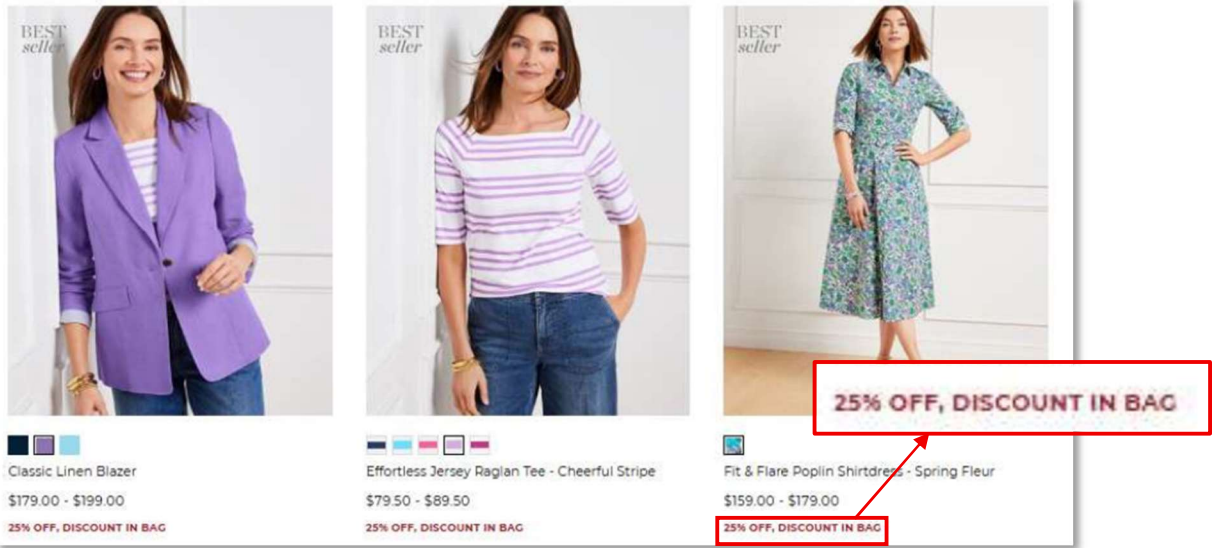 BEST
seller
BEST
seller
BEST
seller
25% OFF, DISCOUNT IN BAG
Classic Linen Blazer
$179.00 - $199.00
25% OFF, DISCOUNT IN BAG
Effortless Jersey Raglan Tee - Cheerful Stripe
$79.50 - $89.50
25% OFF, DISCOUNT IN BAG
Fit & Flare Poplin Shirtdress - Spring Fleur
$159.00 - $179.00
25% OFF, DISCOUNT IN BAG